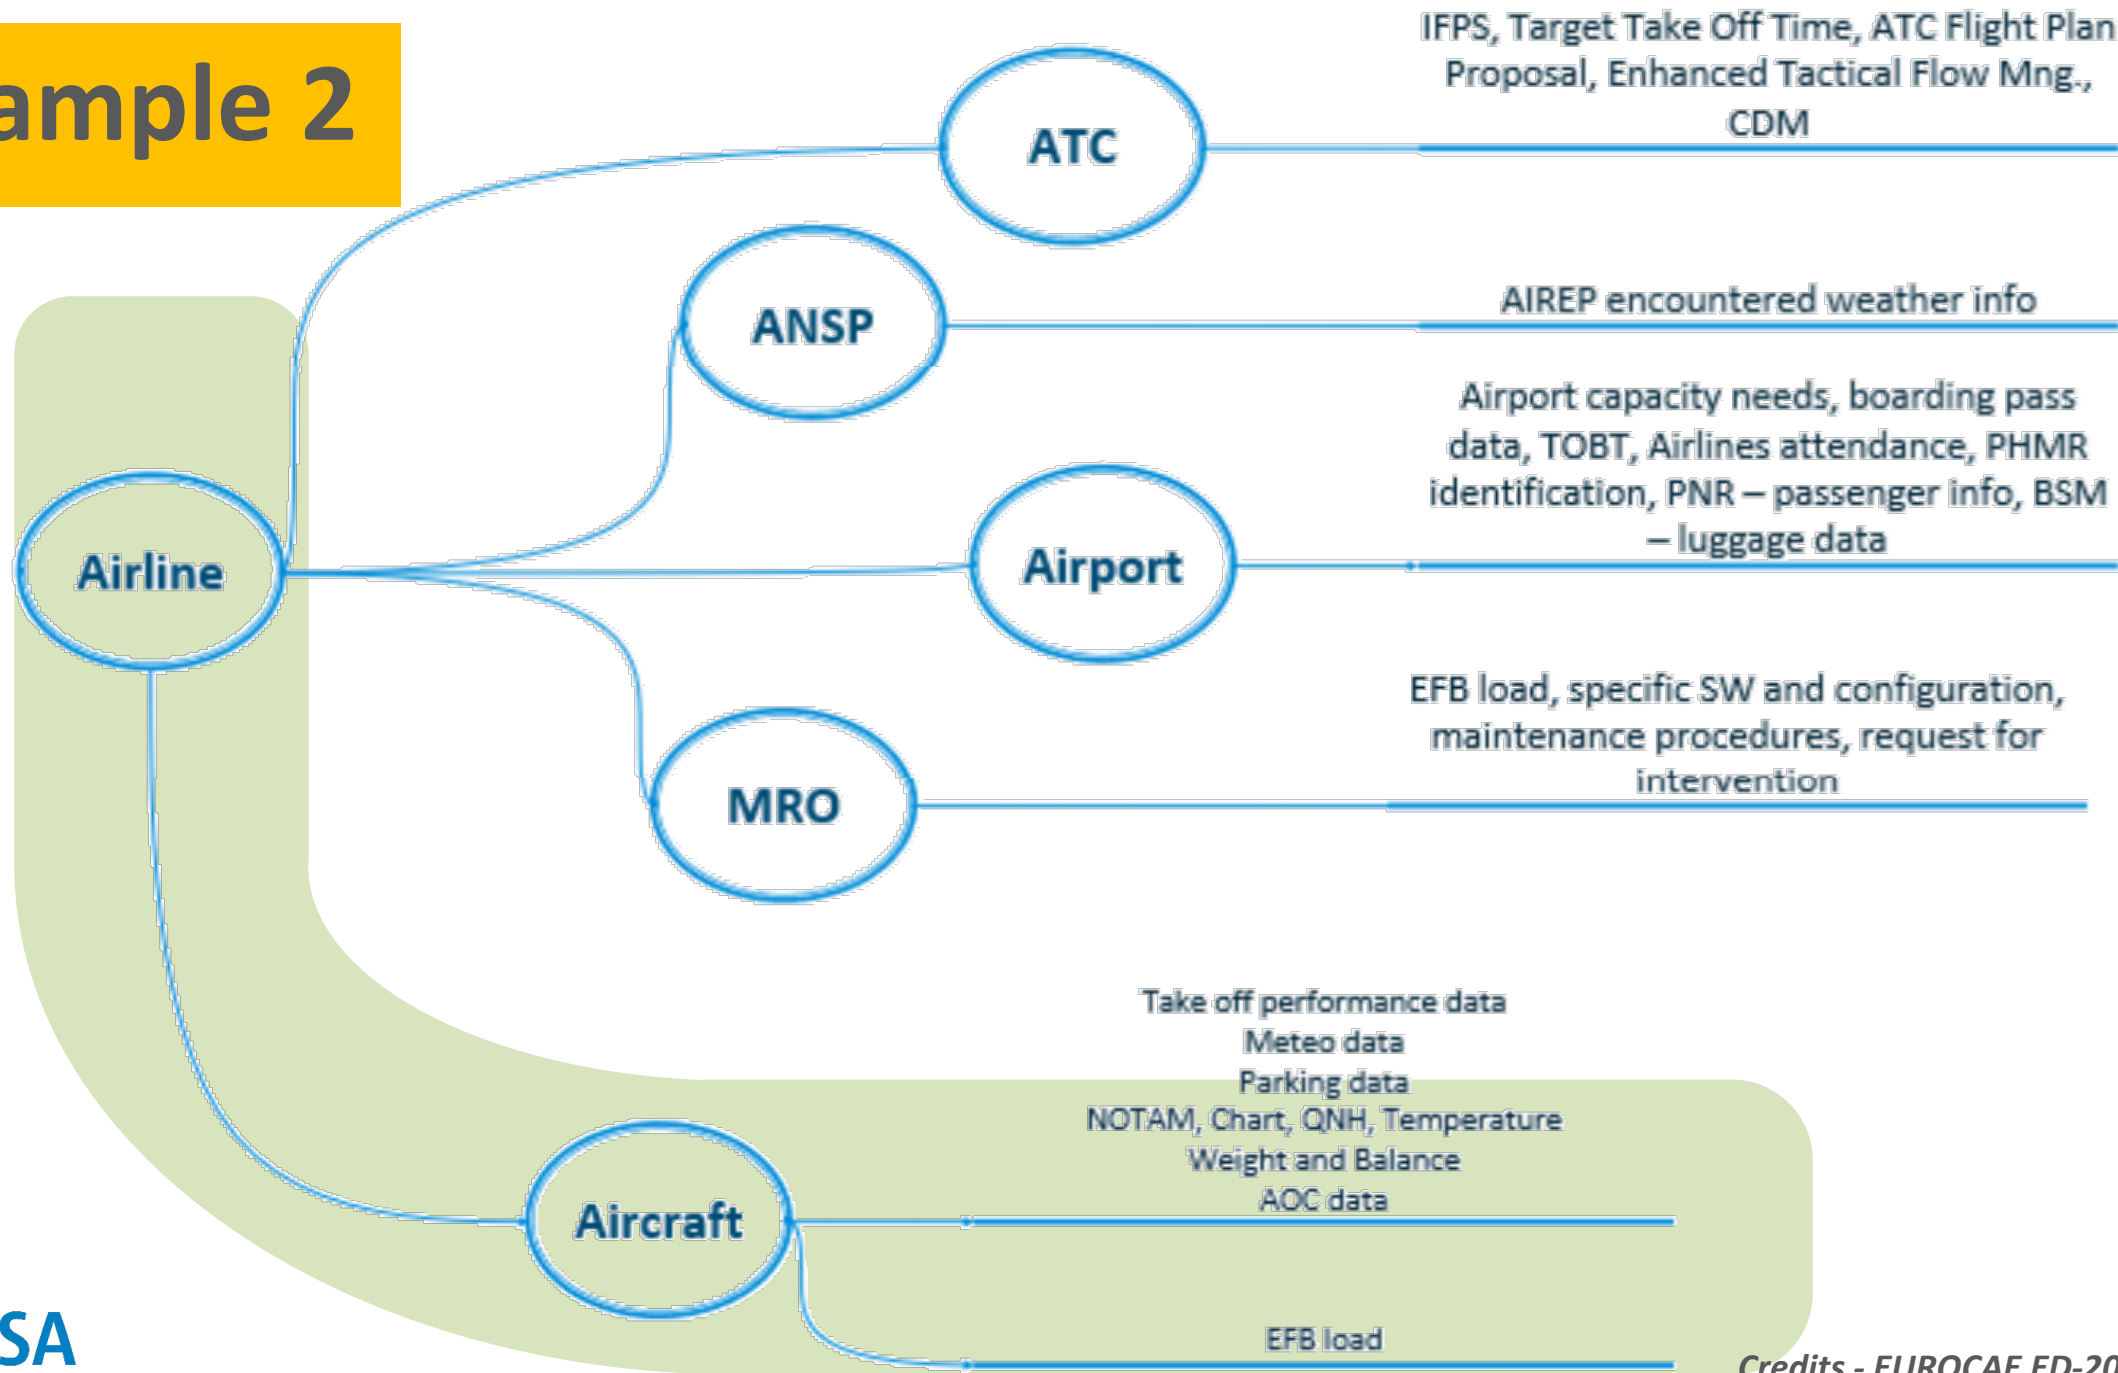 ample 2
IFPS, Target Take Off Time, ATC Flight Plan
Proposal, Enhanced Tactical Flow Mng.,
CDM
ATC
ANSP
AIREP encountered weather info
Airport capacity needs, boarding pass
data, TOBT, Airlines attendance, PHMR
identification, PNR – passenger info, BSM
– luggage data
Airline
Airport
EFB load, specific SW and configuration,
maintenance procedures, request for
intervention
MRO
Take off performance data
Meteo data
Parking data
NOTAM, Chart, QNH, Temperature
Weight and Balance
AOC data
Aircraft
EFB load
SA
Credits - EUROCAE ED-20